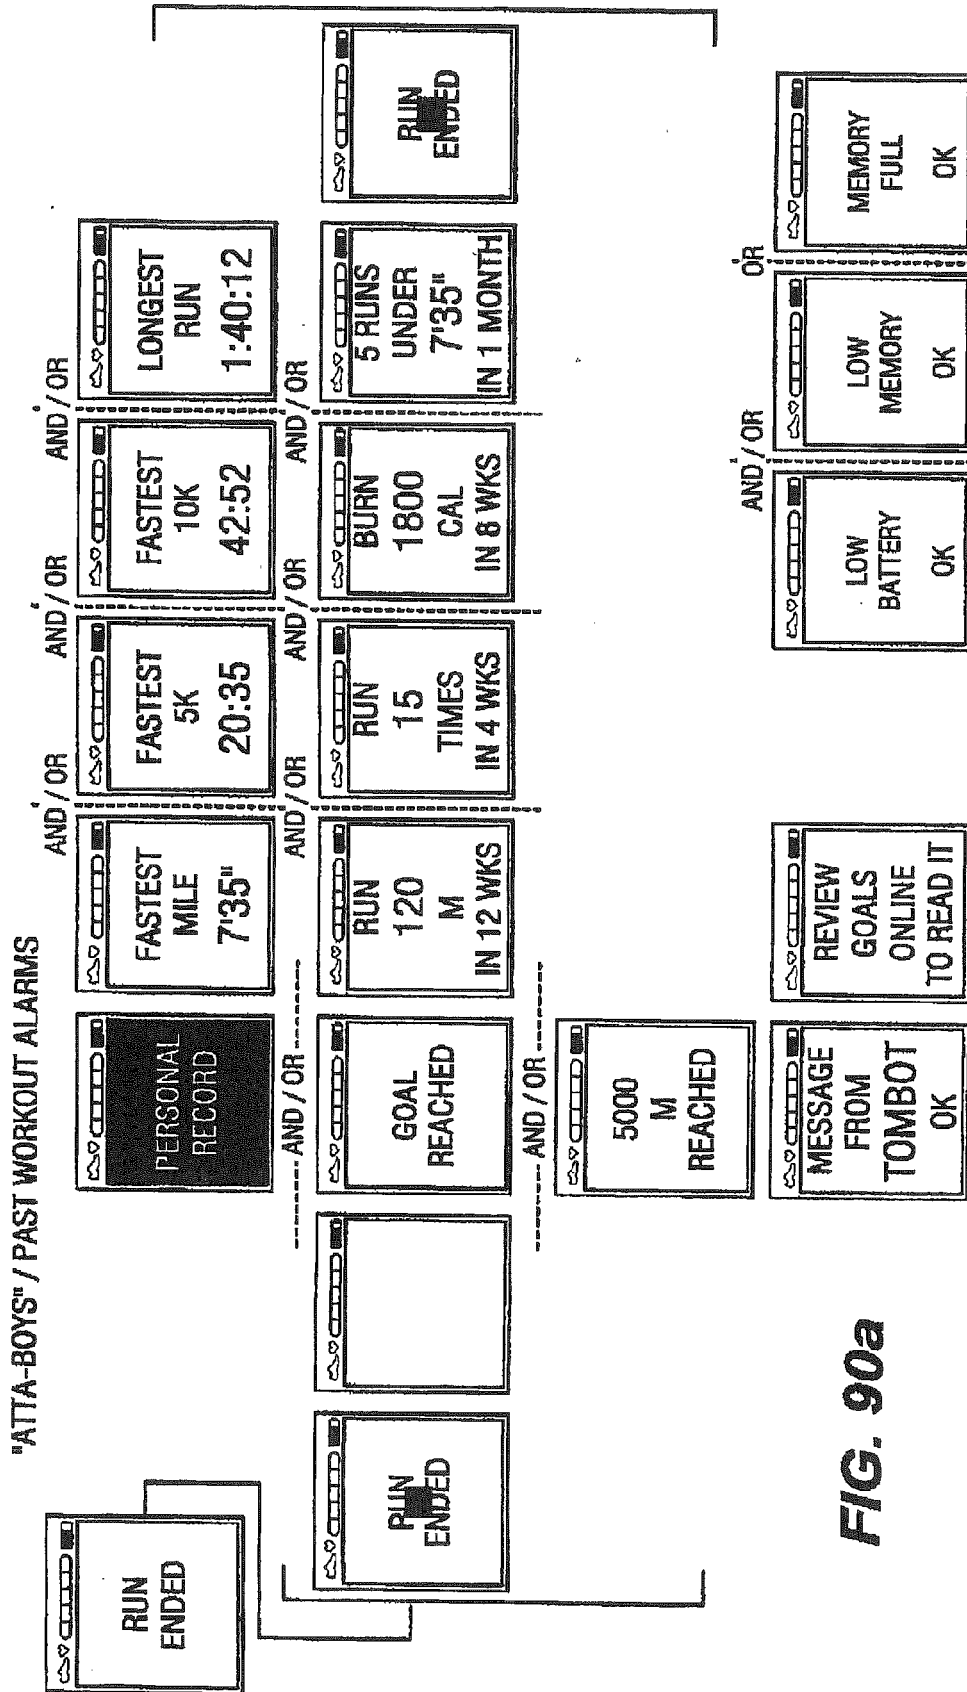 "ATTA-BOYS" / PAST WORKOUT ALARMS
RUN
ENDED
AND / OR
AND / OR
AND / OR
PERSONAL
RECORD
FASTEST
MILE
7'35"
FASTEST
5K
20:35
FASTEST
10K
42:52
LONGEST
RUN
1:40:12
AND / OR
AND / OR
AND / OR
AND / OR
RUN
ENDED
GOAL
REACHED
RUN
120
M
IN 12 WKS
RUN
15
TIMES
IN 4 WKS
BURN
1800
CAL
IN 8 WKS
5 RUNS
UNDER
7'35"
IN 1 MONTH
RUN
ENDED
AND / OR
5000
M
REACHED
AND / OR
OR
MESSAGE
FROM
TOMBOT
OK
REVIEW
GOALS
ONLINE
TO READ IT
LOW
BATTERY
OK
LOW
MEMORY
OK
MEMORY
FULL
OK
FIG. 90a